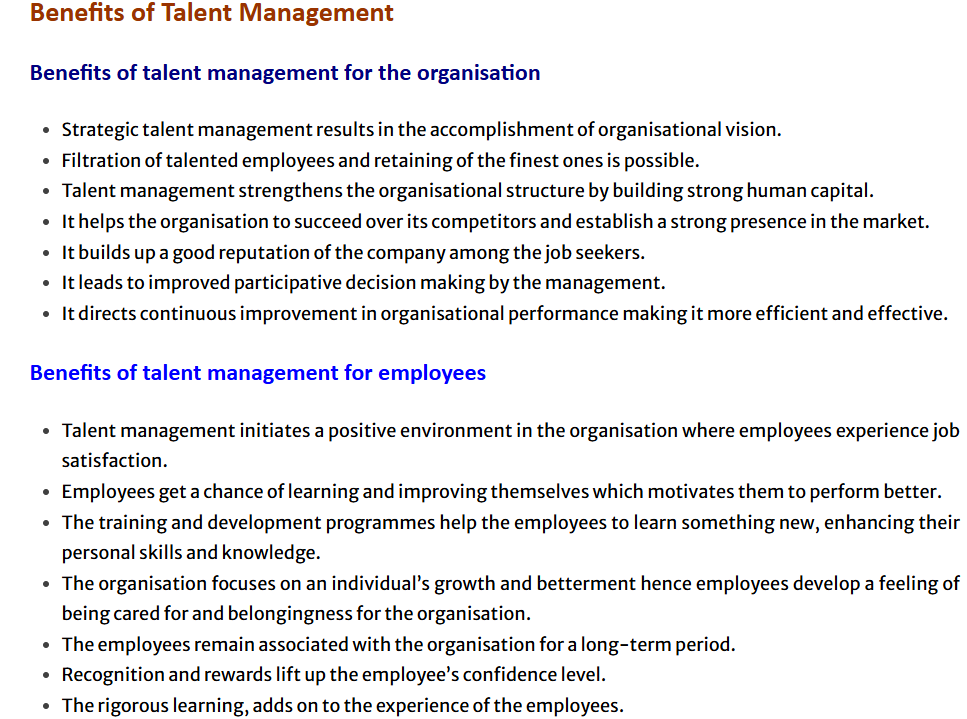 Benefits of Talent Management
Benefits of talent management for the organisation
• Strategic talent management results in the accomplishment of organisational vision.
• Filtration of talented employees and retaining of the finest ones is possible.
• Talent management strengthens the organisational structure by building strong human capital.
• It helps the organisation to succeed over its competitors and establish a strong presence in the market.
• It builds up a good reputation of the company among the job seekers.
• It leads to improved participative decision making by the management.
• It directs continuous improvement in organisational performance making it more efficient and effective.
Benefits of talent management for employees
• Talent management initiates a positive environment in the organisation where employees experience job
satisfaction.
• Employees get a chance of learning and improving themselves which motivates them to perform better.
• The training and development programmes help the employees to learn something new, enhancing their
personal skills and knowledge.
• The organisation focuses on an individual’s growth and betterment hence employees develop a feeling of
being cared for and belongingness for the organisation.
• The employees remain associated with the organisation for a long-term period.
• Recognition and rewards lift up the employee’s confidence level.
• The rigorous learning, adds on to the experience of the employees.